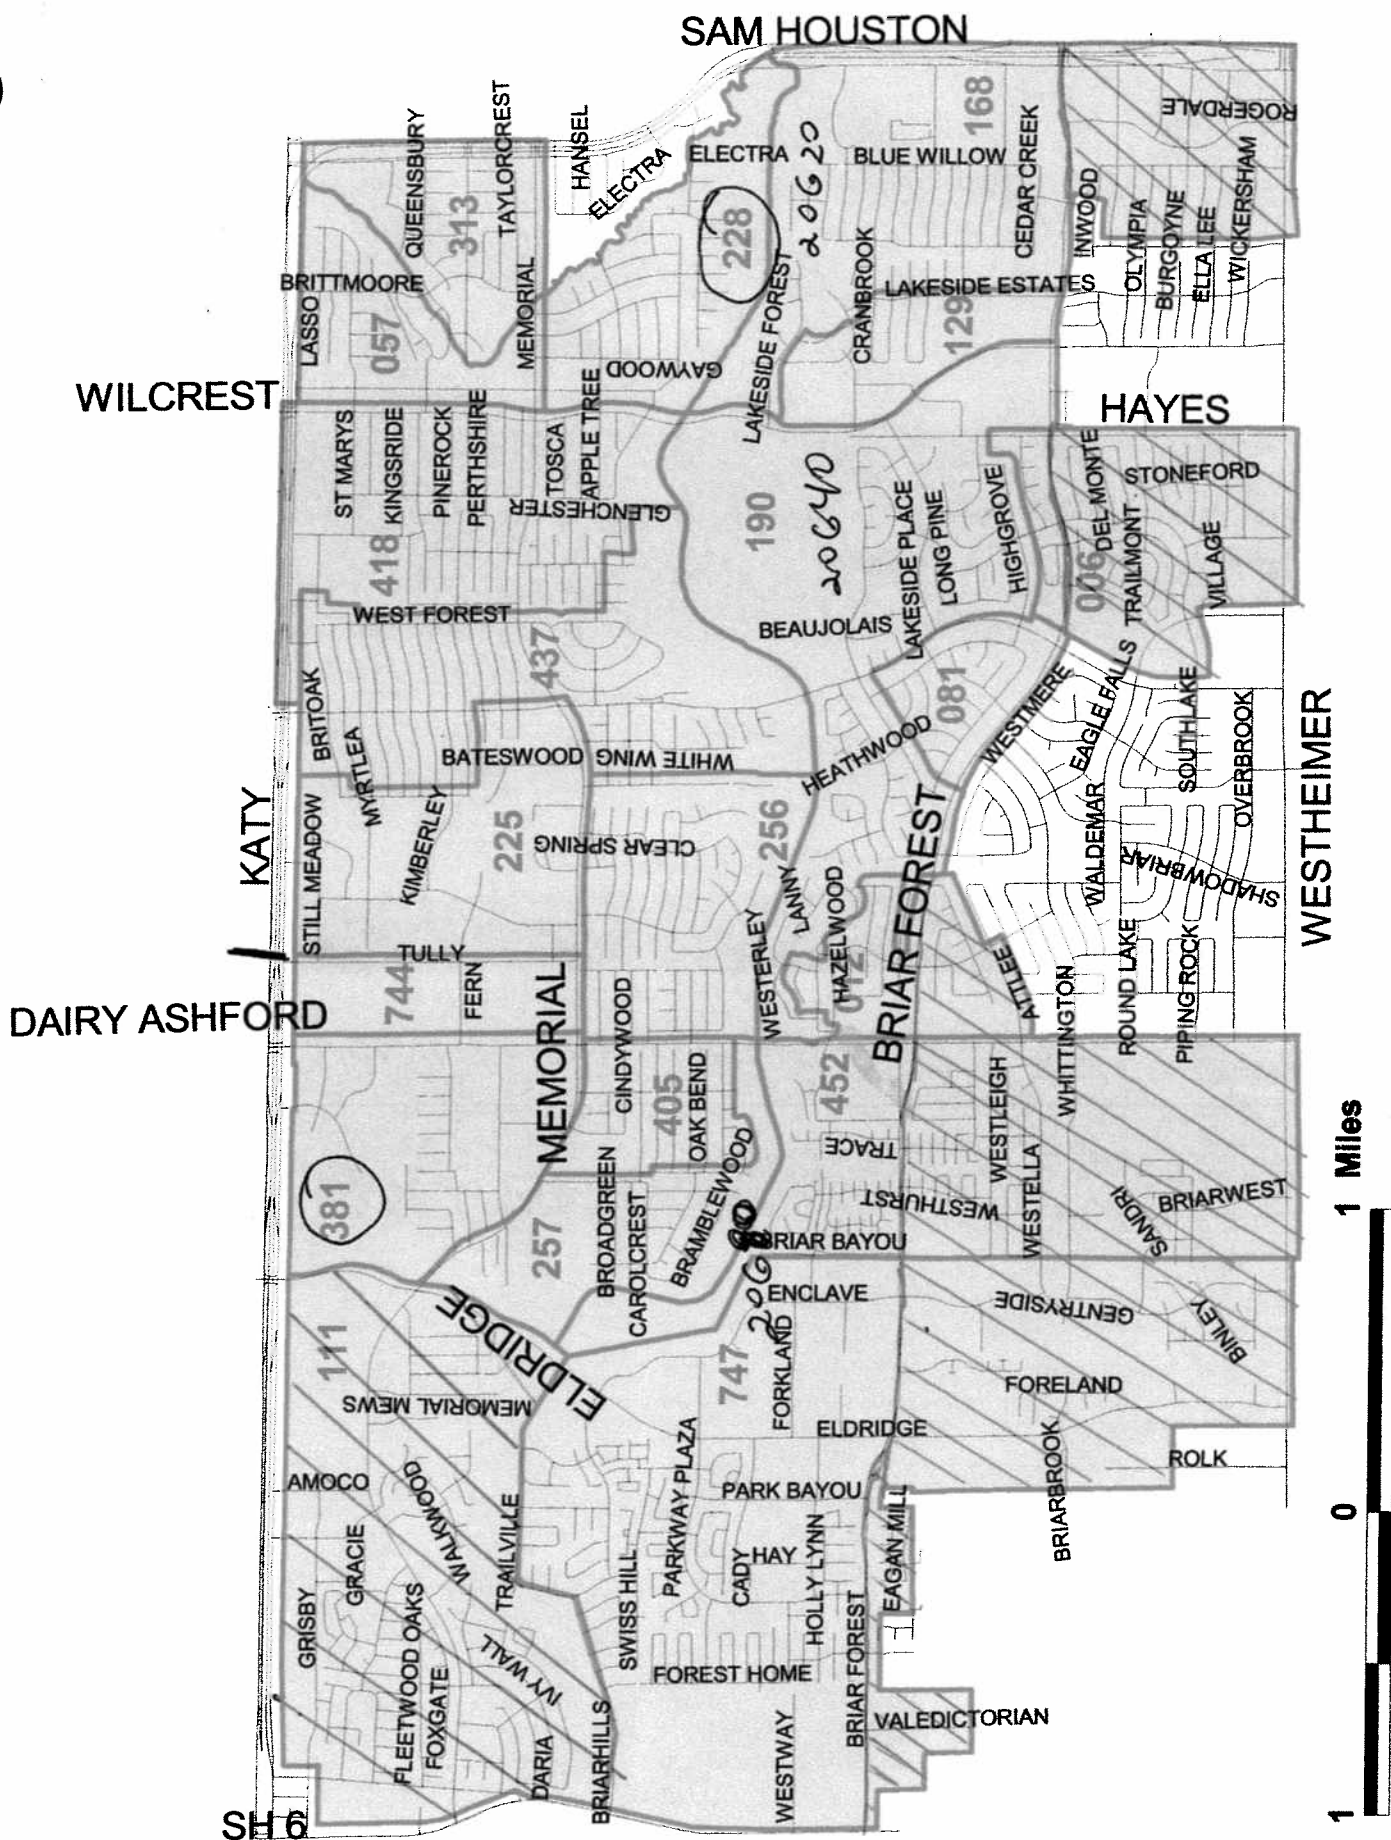 SAM HOUSTON
QUEENSBURY
TAYLORCREST
HANSEL
ELECTRA
ELECTRA
BLUE WILLOW
168
CEDAR CREEK
ROGERDALE
313
228
20620
INWOOD
OLYMPIA
BURGOYNE
ELLA LEE
WICKERSHAM
BRITTMOORE
LASSO
057
MEMORIAL
GAYWOOD
LAKESIDE FOREST
CRANBROOK
LAKESIDE ESTATES
129
WILCREST
HAYES
ST MARYS
KINGSRIDE
PINEROCK
PERTHSHIRE
TOSCA
APPLE TREE
GLENCHESTER
190
20640
LAKESIDE PLACE
LONG PINE
HIGHGROVE
DEL MONTE
STONEFORD
418
006
TRAILMONT
VILLAGE
WEST FOREST
437
BEAUJOLAIS
BRITOAK
MYRTLEA
BATESWOOD
WHITE WING
HEATHWOOD
081
WESTMERE
EAGLE FALLS
SOUTHLAKE
OVERBROOK
WESTHEIMER
KATY
STILL MEADOW
KIMBERLEY
225
CLEAR SPRING
256
BRIAR FOREST
WALDEMAR
SHADOWBRIAR
LANNY
HAZELWOOD
TULLY
744
FERN
WESTERLEY
012
ATTLEE
ROUND LAKE
PIPING ROCK
DAIRY ASHFORD
MEMORIAL
CINDYWOOD
WHITTINGTON
405
OAK BEND
452
WESTLEIGH
TRACE
381
257
BROADGREEN
CAROLCREST
BRAMBLEWOOD
WESTHURST
WESTELLA
SANDRI
BRIARWEST
BRIAR BAYOU
206
ENCLAVE
GENTRYSIDE
BINLEY
ELDRIDGE
111
747
FORKLAND
FORELAND
MEMORIAL MEWS
ELDRIDGE
AMOCO
WALKWOOD
PARKWAY PLAZA
PARK BAYOU
BRIARBROOK
ROLK
GRISBY
GRACIE
TRAILVILLE
SWISS HILL
CADY
HAY
HOLLY LYNN
EAGAN MILL
FLEETWOOD OAKS
FOXGATE
IVY WALL
FOREST HOME
BRIAR FOREST
VALEDICTORIAN
DARIA
BRIARHILLS
WESTWAY
SH 6
1 0 1 Miles